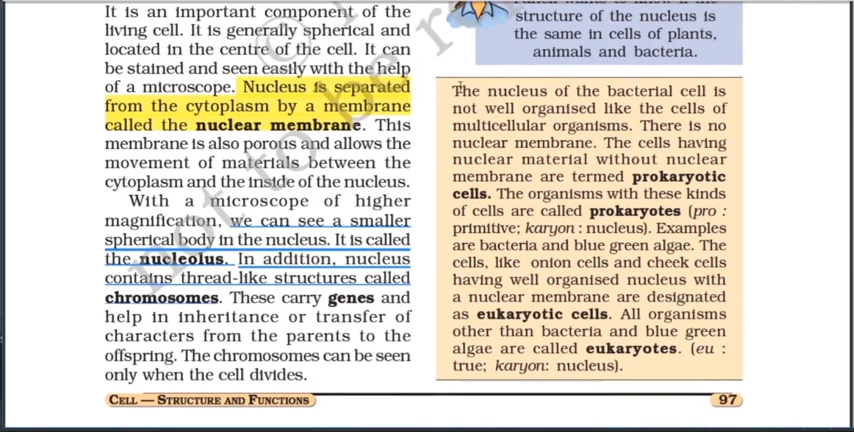 It is an important component of the
living cell. It is generally spherical and
located in the centre of the cell. It can
be stained and seen easily with the help
of a microscope. Nucleus is separated
from the cytoplasm by a membrane
called the nuclear membrane. This
membrane is also porous and allows the
movement of materials between the
cytoplasm and the inside of the nucleus.
With a microscope of higher
magnification, we can see a smaller
spherical body in the nucleus. It is called
the nucleolus. In addition, nucleus
contains thread-like structures called
chromosomes. These carry genes and
help in inheritance or transfer of
characters from the parents to the
offspring. The chromosomes can be seen
only when the cell divides.
structure of the nucleus is
the same in cells of plants,
animals and bacteria.
The nucleus of the bacterial cell is
not well organised like the cells of
multicellular organisms. There is no
nuclear membrane. The cells having
nuclear material without nuclear
membrane are termed prokaryotic
cells. The organisms with these kinds
of cells are called prokaryotes (pro :
primitive; karyon : nucleus). Examples
are bacteria and blue green algae. The
cells, like onion cells and cheek cells
having well organised nucleus with
a nuclear membrane are designated
as eukaryotic cells. All organisms
other than bacteria and blue green
algae are called eukaryotes. (eu :
true; karyon: nucleus).
CELL — STRUCTURE AND FUNCTIONS
97
not to be r